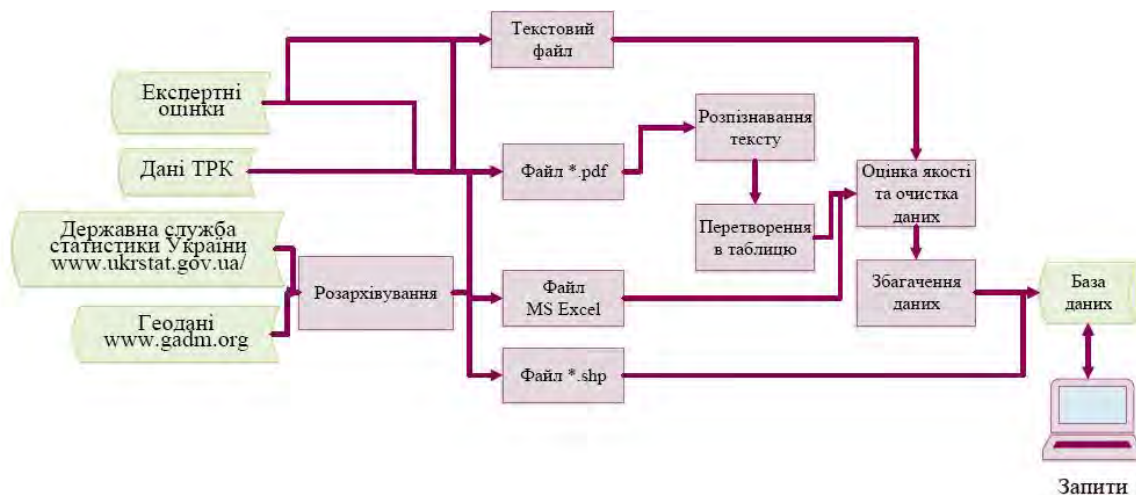 Текстовий
файл
Експертні
оцінки
Розпізнавання
тексту
Дані ТРК
Файл *.pdf
Оцінка якості
та очистка
даних
Державна служба
статистики України
www.ukrstat.gov.ua/
Перетворення
в таблицю
Розархівування
Файл
MS Excel
Збагачення
даних
База
даних
Геодані
www.gadm.org
Файл *.shp
Запити